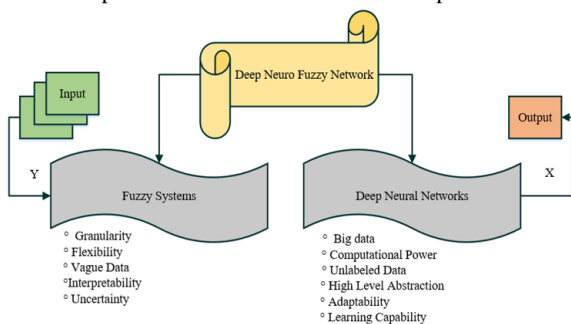 Deep Neuro Fuzzy Network
Input
Output
Y
X
Fuzzy Systems
Deep Neural Networks
° Granularity
° Flexibility
° Vague Data
°Interpretability
° Uncertainty
° Big data
° Computational Power
° Unlabeled Data
° High Level Abstraction
° Adaptability
° Learning Capability